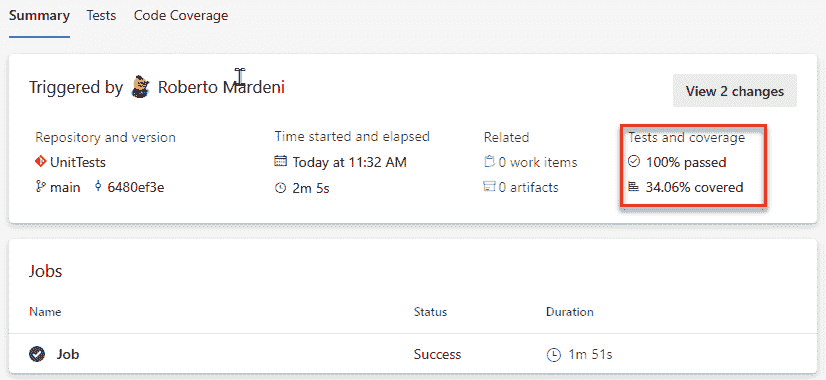 Summary Tests Code Coverage
Triggered by Roberto Mardeni
View 2 changes
Repository and version
UnitTests
main 6480ef3e
Time started and elapsed
Today at 11:32 AM
2m 5s
Related
0 work items
0 artifacts
Tests and coverage
100% passed
34.06% covered
Jobs
Name Status Duration
Job Success 1m 51s